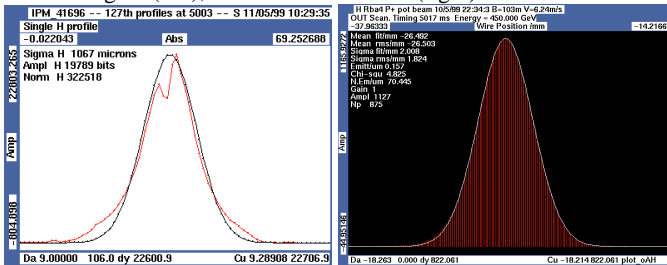 IPM_41696 -- 127th profiles at 5003 -- S 11/05/99 10:29:35
Single H profile
-0.022043
Abs
69.252688
Sigma H 1067 microns
Ampl H 19789 bits
Norm H 322518
22803.265
Amp
-804.698
Da 9.00000 106.0 dy 22600.9
Cu 9.28908 22706.9
H Rba4 P+ pot beam 10/5/99 22:34:3 B=103m V=6.24m/s
OUT Scan. Timing 5017 ms Energy = 450.000 GeV
-37.96333
Wire Position /mm
-14.2166
Mean fit/mm -26.492
Mean rms/mm -26.503
Sigma fit/mm 2.008
Sigma rms/mm 1.824
Emitt/um 0.157
Chi-squ 4.825
N.Em/um 70.445
Gain 1
Ampl 1127
Np 875
Amp
Da -18.263 0.000 dy 822.061
Cu -18.214 822.061 plot_oAH